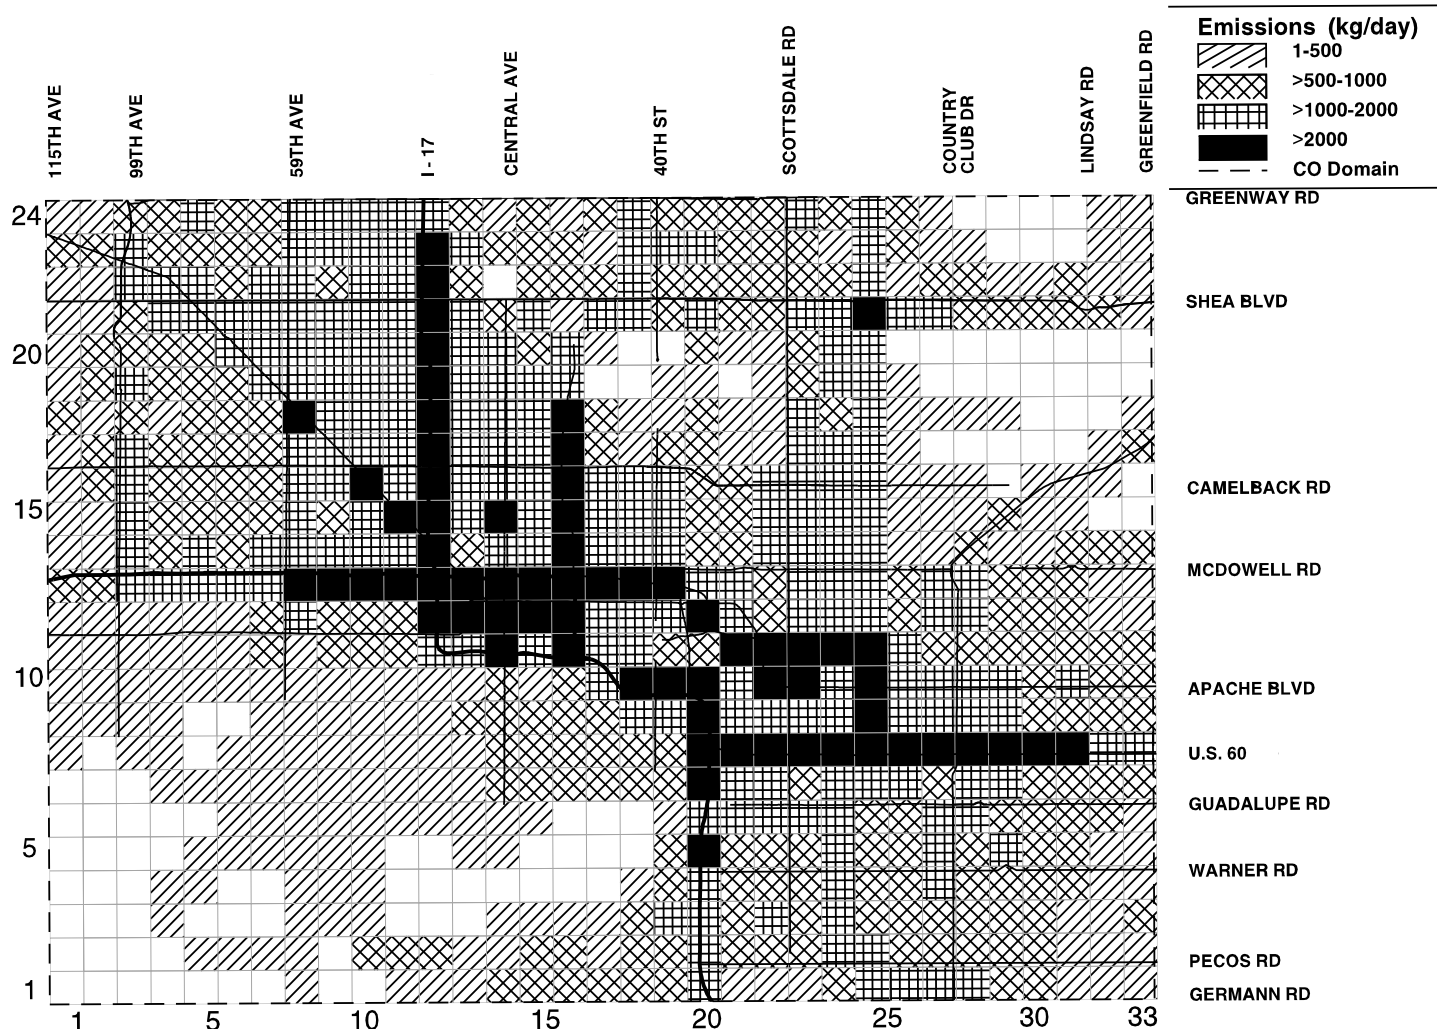 Emissions (kg/day)
1-500
>500-1000
>1000-2000
>2000
CO Domain
115TH AVE
99TH AVE
59TH AVE
I - 17
CENTRAL AVE
40TH ST
SCOTTSDALE RD
COUNTRY
CLUB DR
LINDSAY RD
GREENFIELD RD
24
20
15
10
5
1
GREENWAY RD
SHEA BLVD
CAMELBACK RD
MCDOWELL RD
APACHE BLVD
U.S. 60
GUADALUPE RD
WARNER RD
PECOS RD
GERMANN RD
1 5 10 15 20 25 30 33